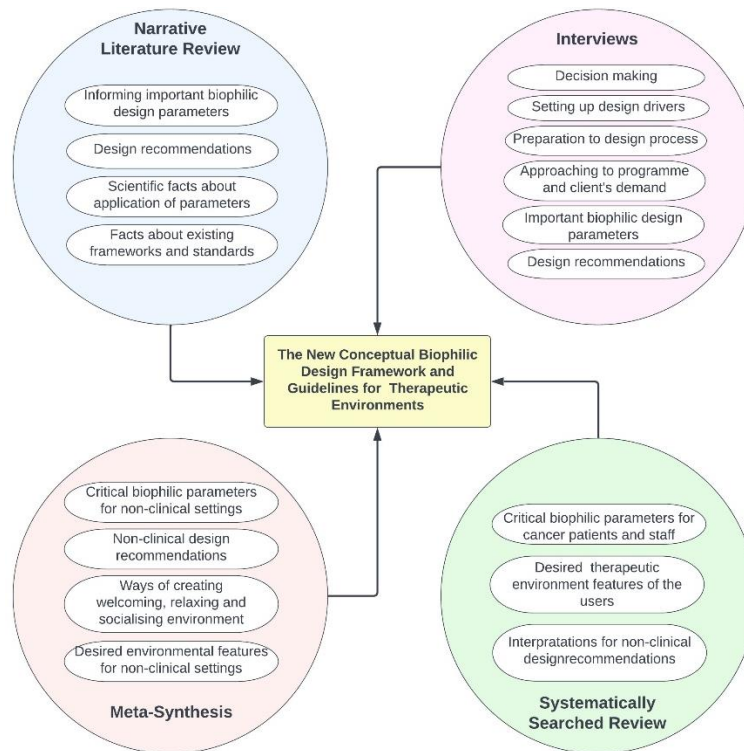 Narrative
Literature Review
Informing important biophilic
design parameters
Design recommendations
Scientific facts about
application of parameters
Facts about existing
frameworks and standards
Interviews
Decision making
Setting up design drivers
Preparation to design process
Approaching to programme
and client's demand
Important biophilic design
parameters
Design recommendations
The New Conceptual Biophilic
Design Framework and
Guidelines for Therapeutic
Environments
Critical biophilic parameters
for non-clinical settings
Non-clinical design
recommendations
Ways of creating
welcoming, relaxing and
socialising environment
Desired environmental features
for non-clinical settings
Meta-Synthesis
Critical biophilic parameters for
cancer patients and staff
Desired therapeutic
environment features of the
users
Interpratations for non-clinical
designrecommendations
Systematically
Searched Review